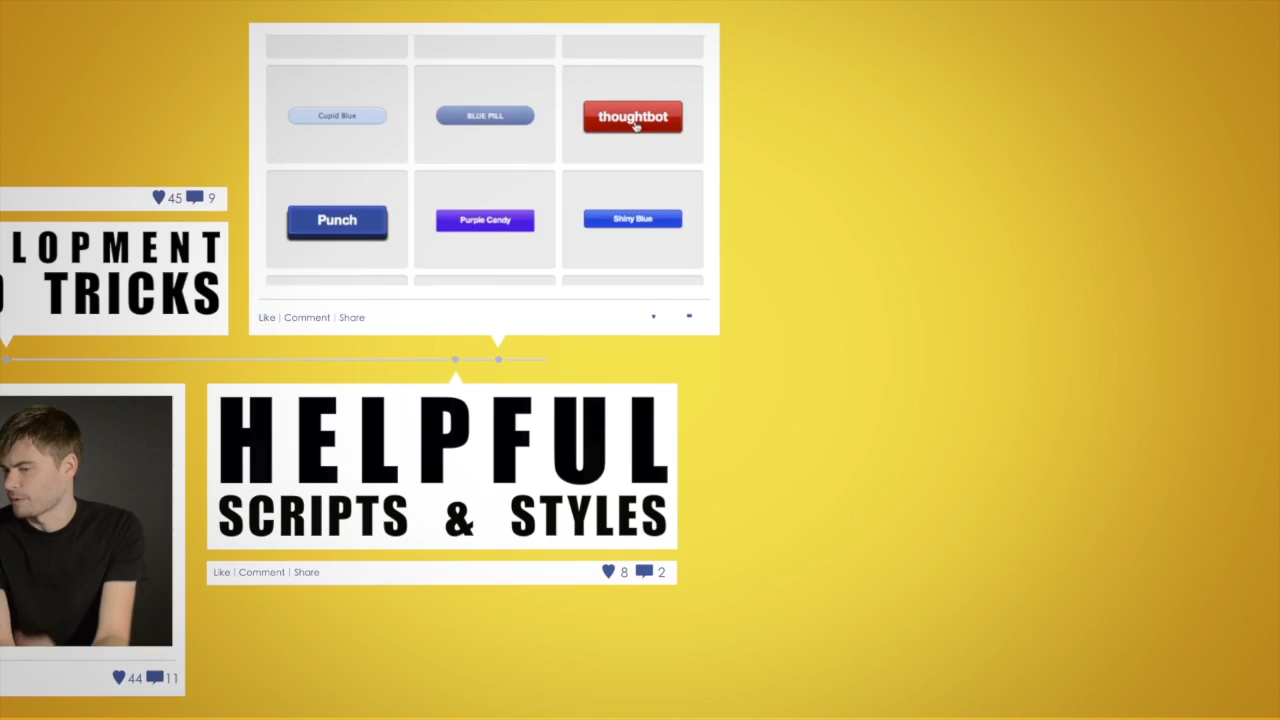 Cupid Blue
BLUE PILL
thoughtbot
Punch
Purple Candy
Shiny Blue
Like | Comment | Share
45 9
LOPMENT
TRICKS
HELPFUL
SCRIPTS & STYLES
Like | Comment | Share
8 2
44 11